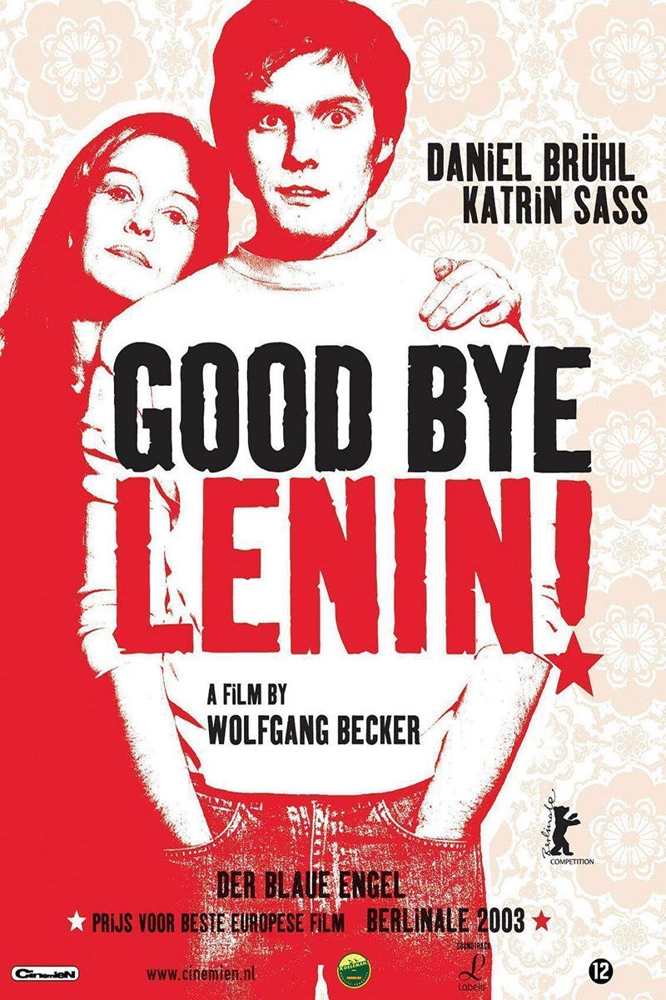 DANiEL BRÜHL
KATRiN SASS
GOOD BYE
LENIN!
A FiLM BY
WOLFGANG BECKER
Berlinale
COMPETITION
DER BLAUE ENGEL
PRiJS VOOR BESTE EUROPESE FiLM BERLiNALE 2003
SOUNDTRACK
Labels
CinemieN
www.cinemien.nl
12